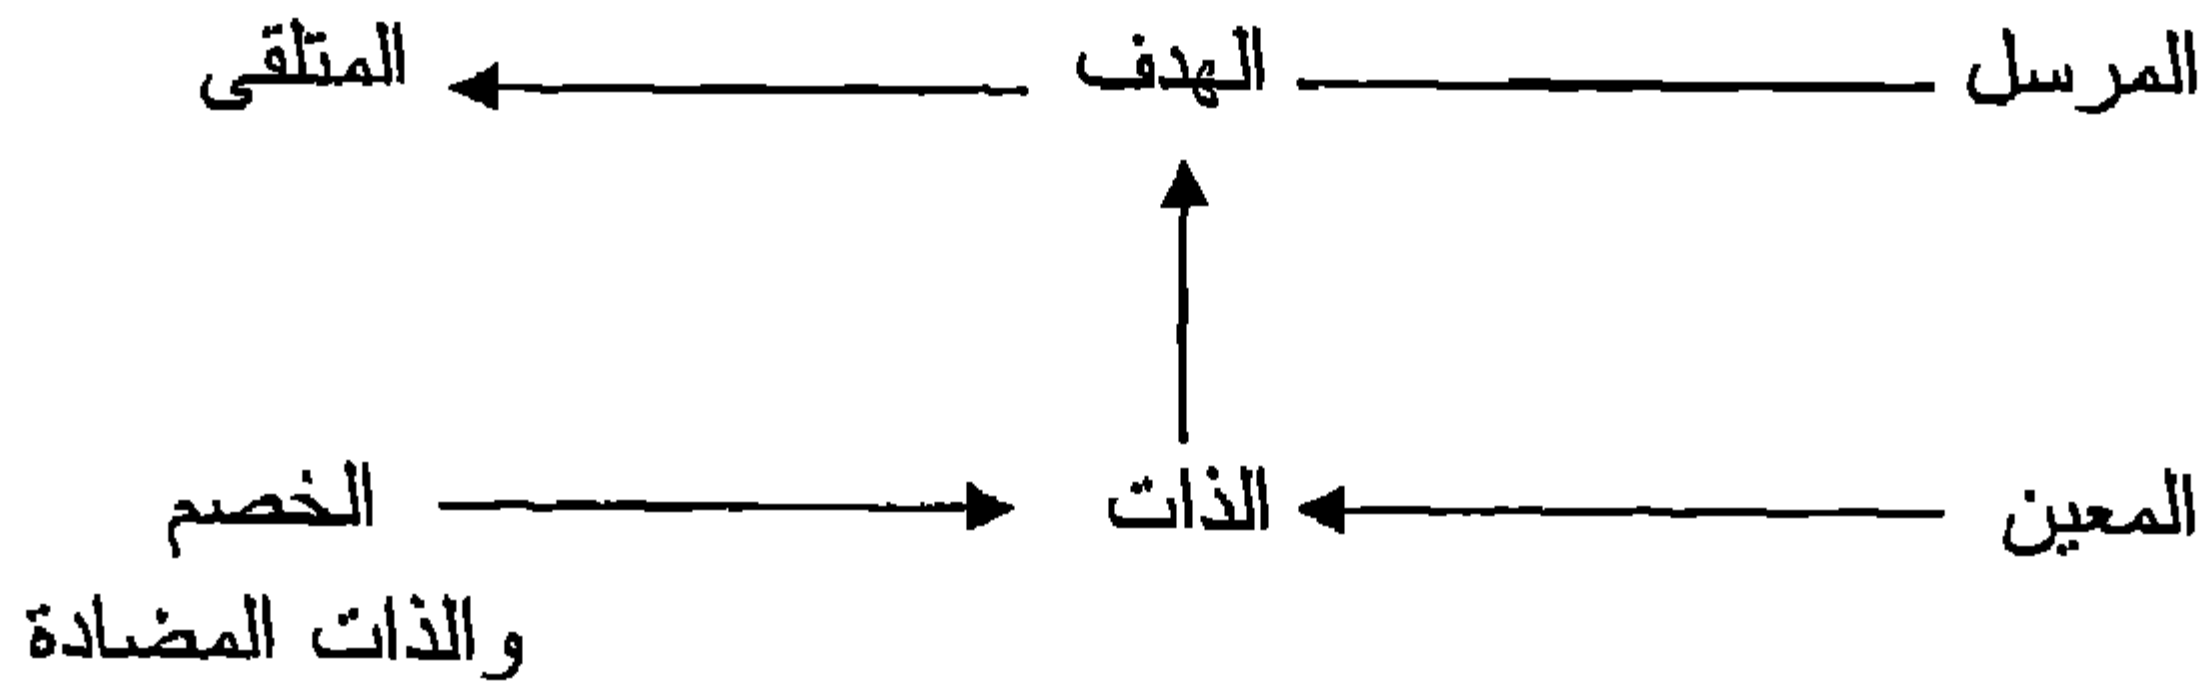 المرسل الهدف المتلقى
المعين الذات الخصم
والذات المضادة